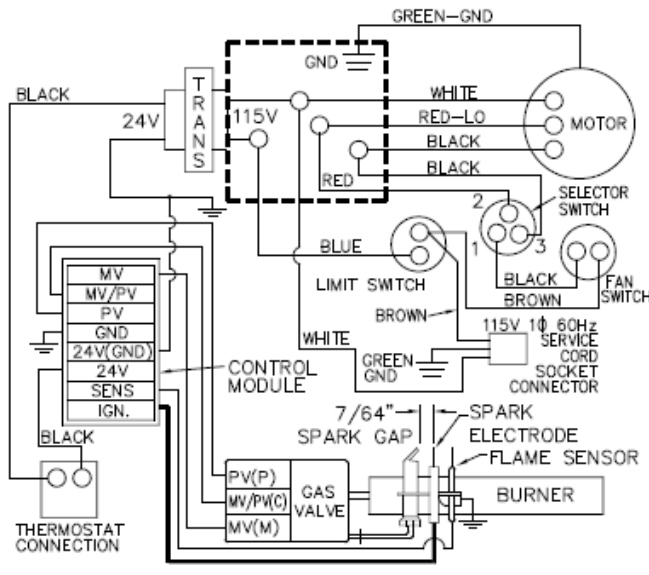 GREEN-GND
GND
BLACK
TRANS
24V
115V
WHITE
RED-LO
MOTOR
BLACK
BLACK
RED
2
SELECTOR
SWITCH
1
3
BLUE
LIMIT SWITCH
BLACK
FAN
SWITCH
BROWN
BROWN
MV
MV/PV
PV
GND
24V(GND)
24V
SENS
IGN.
CONTROL
MODULE
WHITE
GREEN
GND
115V 1Ø 60Hz
SERVICE
CORD
SOCKET
CONNECTOR
7/64"
SPARK GAP
SPARK
ELECTRODE
FLAME SENSOR
BLACK
THERMOSTAT
CONNECTION
PV(P)
MV/PV(C)
MV(M)
GAS
VALVE
BURNER